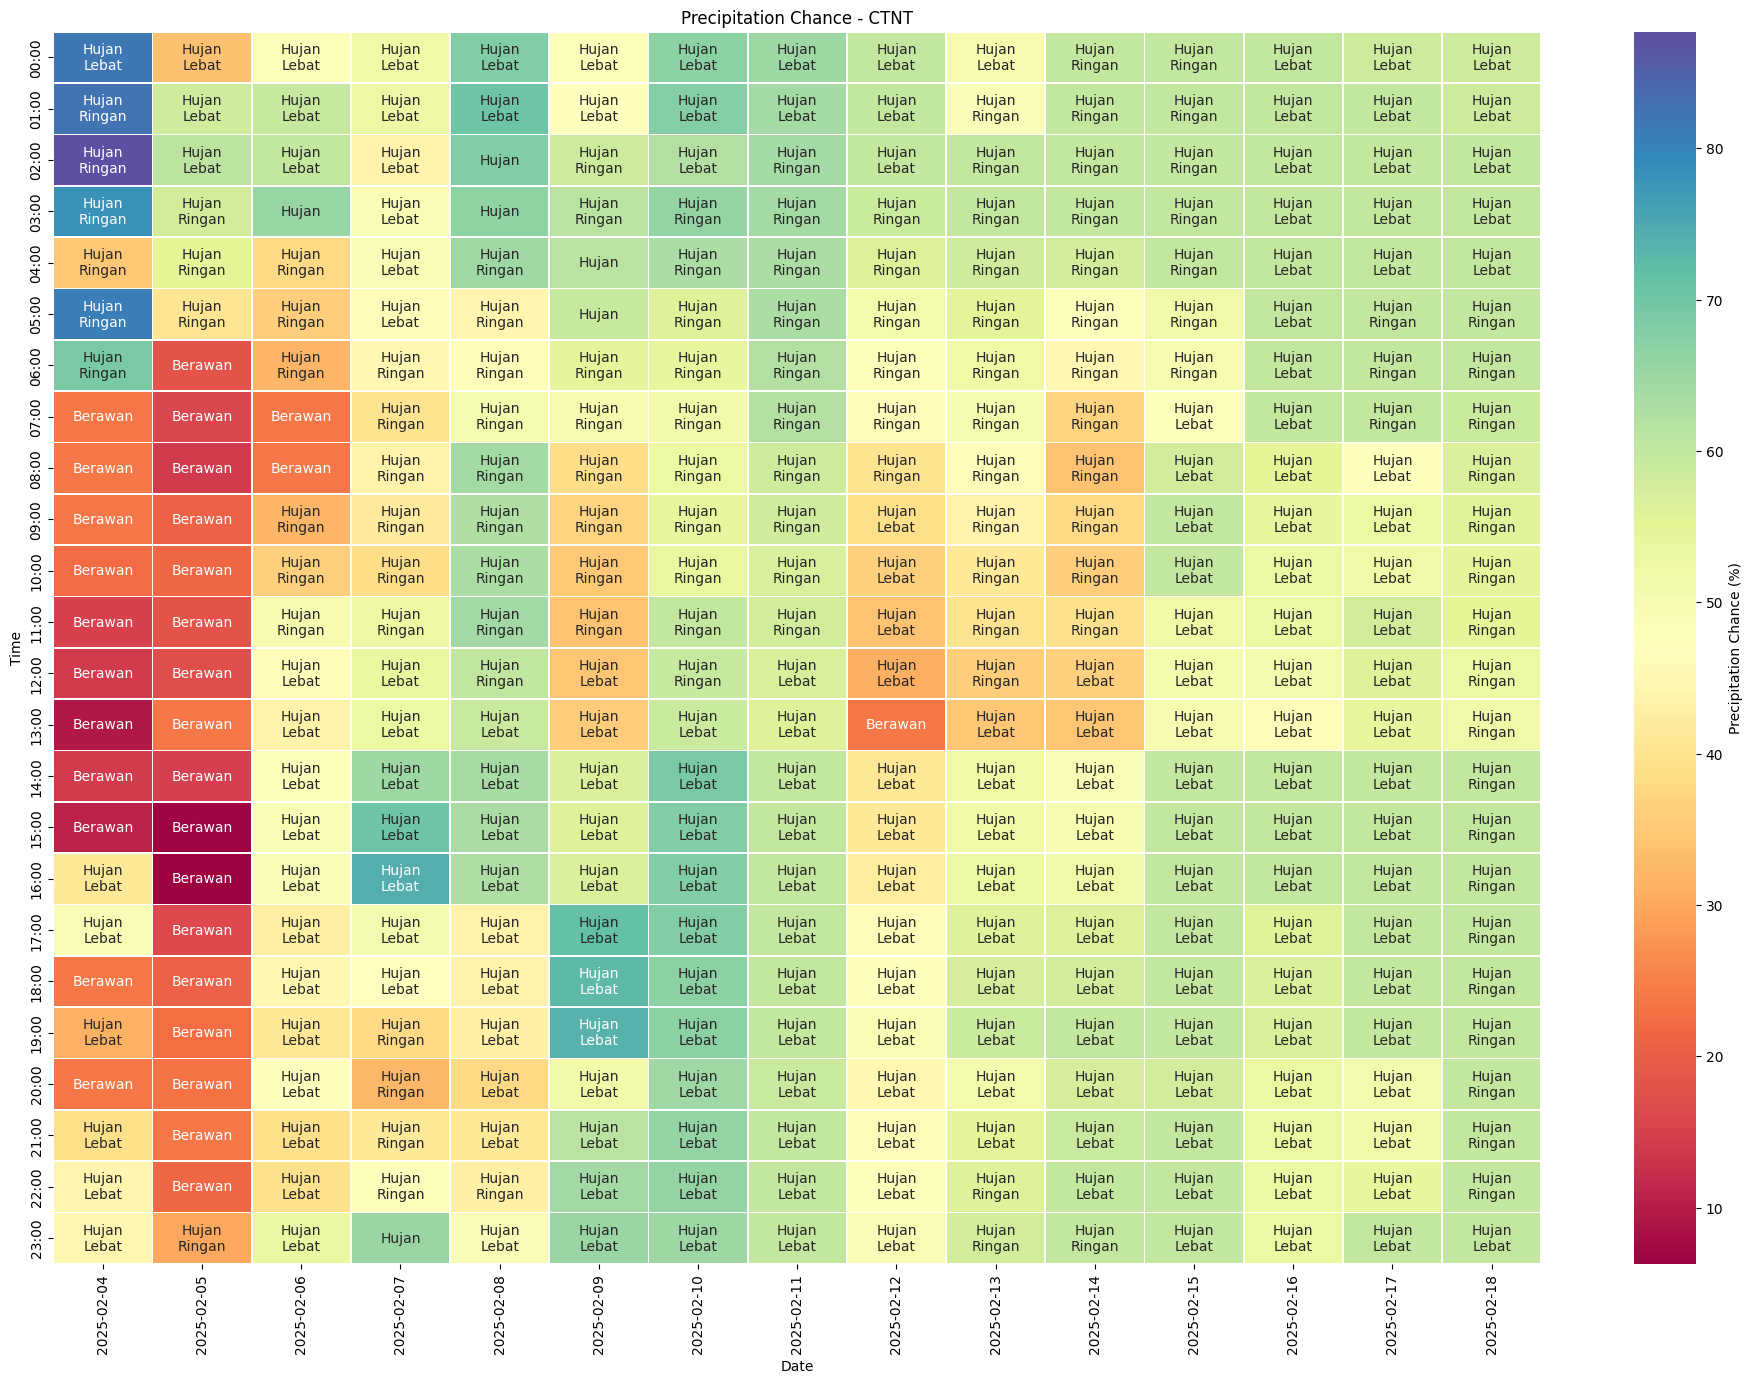 Precipitation Chance - CTNT
00:00 Hujan Lebat Hujan Lebat Hujan Lebat Hujan Lebat Hujan Lebat Hujan Lebat Hujan Lebat Hujan Lebat Hujan Lebat Hujan Lebat Hujan Ringan Hujan Ringan Hujan Lebat Hujan Lebat Hujan Lebat
01:00 Hujan Ringan Hujan Lebat Hujan Lebat Hujan Lebat Hujan Lebat Hujan Lebat Hujan Lebat Hujan Lebat Hujan Lebat Hujan Ringan Hujan Ringan Hujan Ringan Hujan Lebat Hujan Lebat Hujan Lebat
02:00 Hujan Ringan Hujan Lebat Hujan Lebat Hujan Lebat Hujan Hujan Ringan Hujan Lebat Hujan Ringan Hujan Lebat Hujan Ringan Hujan Ringan Hujan Ringan Hujan Lebat Hujan Lebat Hujan Lebat
03:00 Hujan Ringan Hujan Ringan Hujan Hujan Lebat Hujan Hujan Ringan Hujan Ringan Hujan Ringan Hujan Ringan Hujan Ringan Hujan Ringan Hujan Ringan Hujan Lebat Hujan Lebat Hujan Lebat
04:00 Hujan Ringan Hujan Ringan Hujan Ringan Hujan Lebat Hujan Ringan Hujan Hujan Ringan Hujan Ringan Hujan Ringan Hujan Ringan Hujan Ringan Hujan Ringan Hujan Lebat Hujan Lebat Hujan Lebat
05:00 Hujan Ringan Hujan Ringan Hujan Ringan Hujan Lebat Hujan Ringan Hujan Hujan Ringan Hujan Ringan Hujan Ringan Hujan Ringan Hujan Ringan Hujan Ringan Hujan Lebat Hujan Ringan Hujan Ringan
06:00 Hujan Ringan Berawan Hujan Ringan Hujan Ringan Hujan Ringan Hujan Ringan Hujan Ringan Hujan Ringan Hujan Ringan Hujan Ringan Hujan Ringan Hujan Ringan Hujan Lebat Hujan Ringan Hujan Ringan
07:00 Berawan Berawan Berawan Hujan Ringan Hujan Ringan Hujan Ringan Hujan Ringan Hujan Ringan Hujan Ringan Hujan Ringan Hujan Ringan Hujan Lebat Hujan Lebat Hujan Ringan Hujan Ringan
08:00 Berawan Berawan Berawan Hujan Ringan Hujan Ringan Hujan Ringan Hujan Ringan Hujan Ringan Hujan Ringan Hujan Ringan Hujan Ringan Hujan Lebat Hujan Lebat Hujan Lebat Hujan Ringan
09:00 Berawan Berawan Hujan Ringan Hujan Ringan Hujan Ringan Hujan Ringan Hujan Ringan Hujan Ringan Hujan Lebat Hujan Ringan Hujan Ringan Hujan Lebat Hujan Lebat Hujan Lebat Hujan Ringan
10:00 Berawan Berawan Hujan Ringan Hujan Ringan Hujan Ringan Hujan Ringan Hujan Ringan Hujan Ringan Hujan Lebat Hujan Ringan Hujan Ringan Hujan Lebat Hujan Lebat Hujan Lebat Hujan Ringan
11:00 Berawan Berawan Hujan Ringan Hujan Ringan Hujan Ringan Hujan Ringan Hujan Ringan Hujan Ringan Hujan Lebat Hujan Ringan Hujan Ringan Hujan Lebat Hujan Lebat Hujan Lebat Hujan Ringan
12:00 Berawan Berawan Hujan Lebat Hujan Lebat Hujan Ringan Hujan Lebat Hujan Ringan Hujan Lebat Hujan Lebat Hujan Ringan Hujan Lebat Hujan Lebat Hujan Lebat Hujan Lebat Hujan Ringan
13:00 Berawan Berawan Hujan Lebat Hujan Lebat Hujan Lebat Hujan Lebat Hujan Lebat Hujan Lebat Berawan Hujan Lebat Hujan Lebat Hujan Lebat Hujan Lebat Hujan Lebat Hujan Ringan
14:00 Berawan Berawan Hujan Lebat Hujan Lebat Hujan Lebat Hujan Lebat Hujan Lebat Hujan Lebat Hujan Lebat Hujan Lebat Hujan Lebat Hujan Lebat Hujan Lebat Hujan Lebat Hujan Lebat
15:00 Berawan Berawan Hujan Lebat Hujan Lebat Hujan Lebat Hujan Lebat Hujan Lebat Hujan Lebat Hujan Lebat Hujan Lebat Hujan Lebat Hujan Lebat Hujan Lebat Hujan Lebat Hujan Ringan
16:00 Hujan Lebat Berawan Hujan Lebat Hujan Lebat Hujan Lebat Hujan Lebat Hujan Lebat Hujan Lebat Hujan Lebat Hujan Lebat Hujan Lebat Hujan Lebat Hujan Lebat Hujan Lebat Hujan Ringan
17:00 Hujan Lebat Berawan Hujan Lebat Hujan Lebat Hujan Lebat Hujan Lebat Hujan Lebat Hujan Lebat Hujan Lebat Hujan Lebat Hujan Lebat Hujan Lebat Hujan Lebat Hujan Lebat Hujan Ringan
18:00 Berawan Berawan Hujan Lebat Hujan Lebat Hujan Lebat Hujan Lebat Hujan Lebat Hujan Lebat Hujan Lebat Hujan Lebat Hujan Lebat Hujan Lebat Hujan Lebat Hujan Lebat Hujan Ringan
19:00 Hujan Lebat Berawan Hujan Lebat Hujan Ringan Hujan Lebat Hujan Lebat Hujan Lebat Hujan Lebat Hujan Lebat Hujan Lebat Hujan Lebat Hujan Lebat Hujan Lebat Hujan Lebat Hujan Ringan
20:00 Berawan Berawan Hujan Lebat Hujan Ringan Hujan Lebat Hujan Lebat Hujan Lebat Hujan Lebat Hujan Lebat Hujan Lebat Hujan Lebat Hujan Lebat Hujan Lebat Hujan Lebat Hujan Ringan
21:00 Hujan Lebat Berawan Hujan Lebat Hujan Ringan Hujan Lebat Hujan Lebat Hujan Lebat Hujan Lebat Hujan Lebat Hujan Lebat Hujan Lebat Hujan Lebat Hujan Lebat Hujan Lebat Hujan Ringan
22:00 Hujan Lebat Berawan Hujan Lebat Hujan Ringan Hujan Ringan Hujan Lebat Hujan Lebat Hujan Lebat Hujan Lebat Hujan Ringan Hujan Lebat Hujan Lebat Hujan Lebat Hujan Lebat Hujan Ringan
23:00 Hujan Lebat Hujan Ringan Hujan Lebat Hujan Hujan Lebat Hujan Lebat Hujan Lebat Hujan Lebat Hujan Lebat Hujan Ringan Hujan Ringan Hujan Lebat Hujan Lebat Hujan Lebat Hujan Lebat
Time
2025-02-04 2025-02-05 2025-02-06 2025-02-07 2025-02-08 2025-02-09 2025-02-10 2025-02-11 2025-02-12 2025-02-13 2025-02-14 2025-02-15 2025-02-16 2025-02-17 2025-02-18
Date
80
70
60
50
40
30
20
10
Precipitation Chance (%)